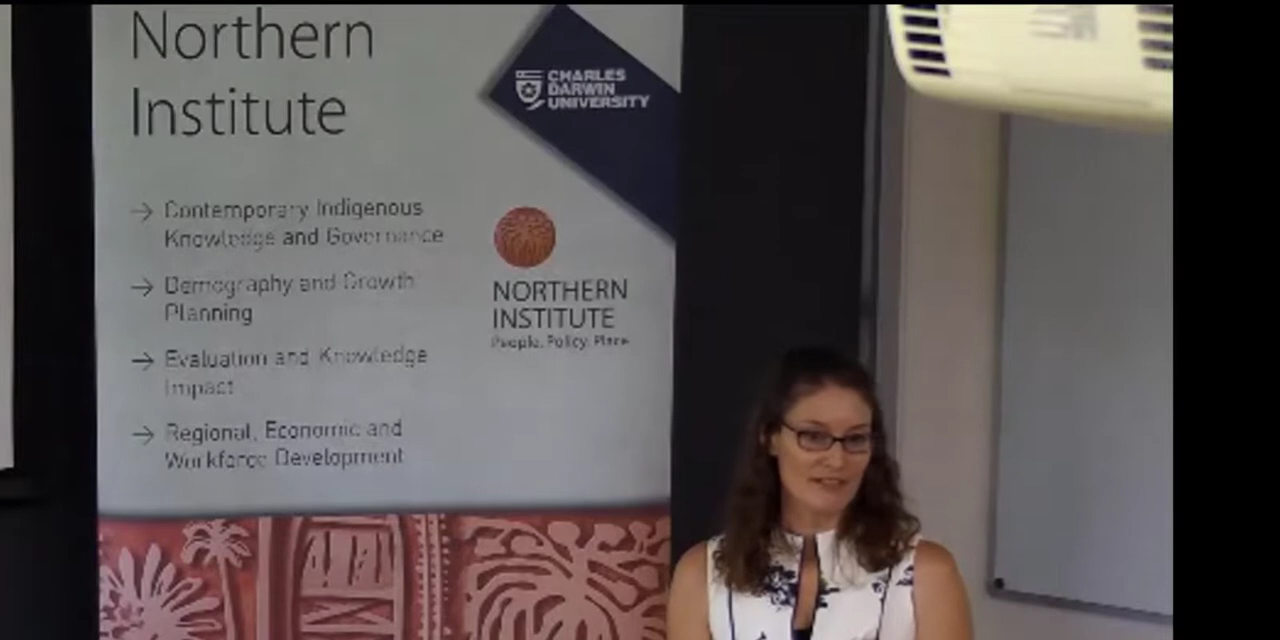 Northern
Institute
CHARLES
DARWIN
UNIVERSITY
→ Contemporary Indigenous
Knowledge and Governance
→ Demography and Growth
Planning
→ Evaluation and Knowledge
Impact
→ Regional, Economic and
Workforce Development
NORTHERN
INSTITUTE
People. Policy. Place